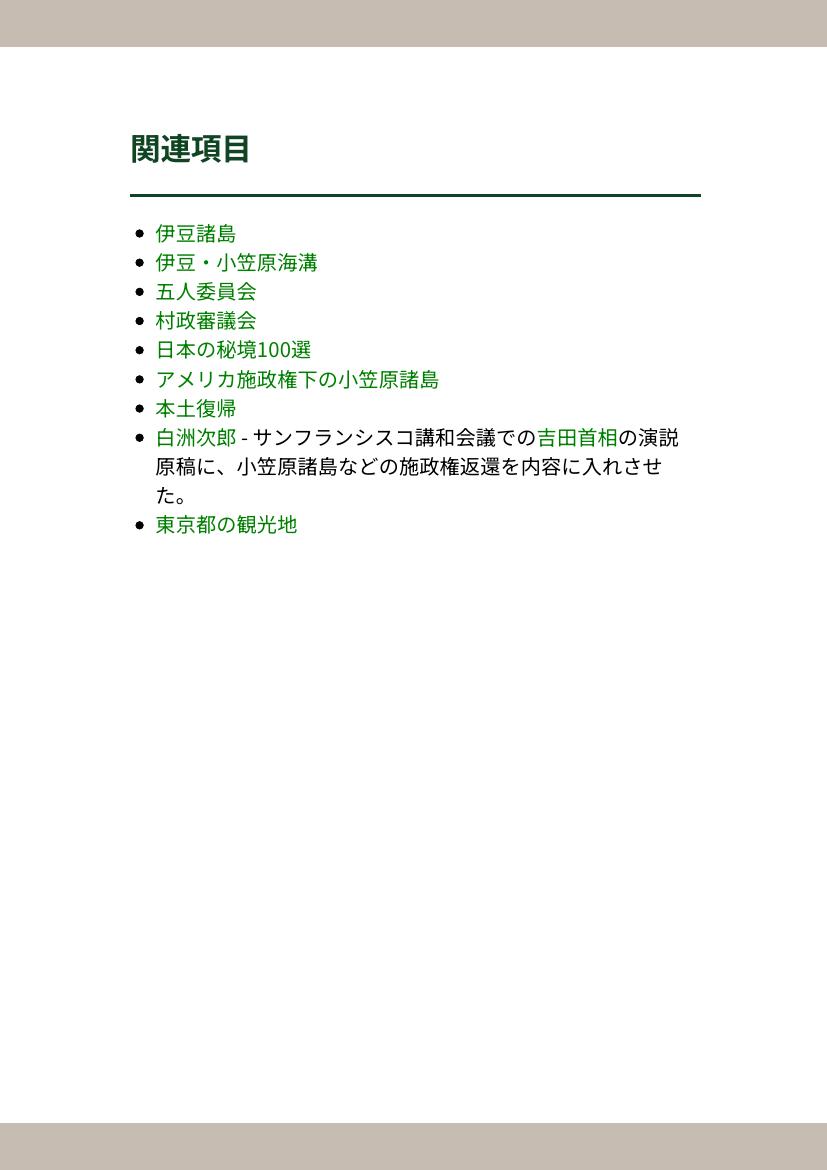 関連項目
伊豆諸島
伊豆・小笠原海溝
五人委員会
村政審議会
日本の秘境100選
アメリカ施政権下の小笠原諸島
本土復帰
白洲次郎 - サンフランシスコ講和会議での吉田首相の演説
原稿に、小笠原諸島などの施政権返還を内容に入れさせ
た。
東京都の観光地